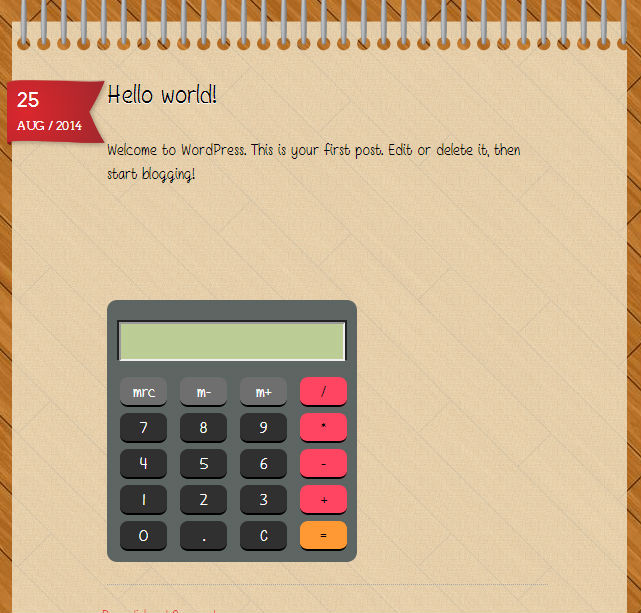 25
AUG / 2014
Hello world!
Welcome to WordPress. This is your first post. Edit or delete it, then
start blogging!
mrc m- m+ /
7 8 9 *
4 5 6 -
1 2 3 +
0 . C =